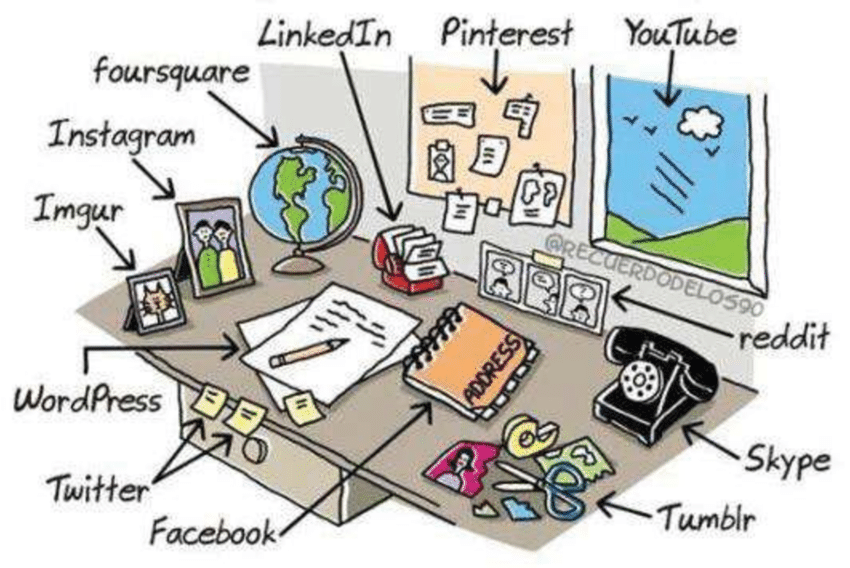 LinkedIn
Pinterest
YouTube
foursquare
Instagram
Imgur
@RECUERDODELOS90
reddit
ADDRESS
WordPress
Skype
Twitter
Tumblr
Facebook